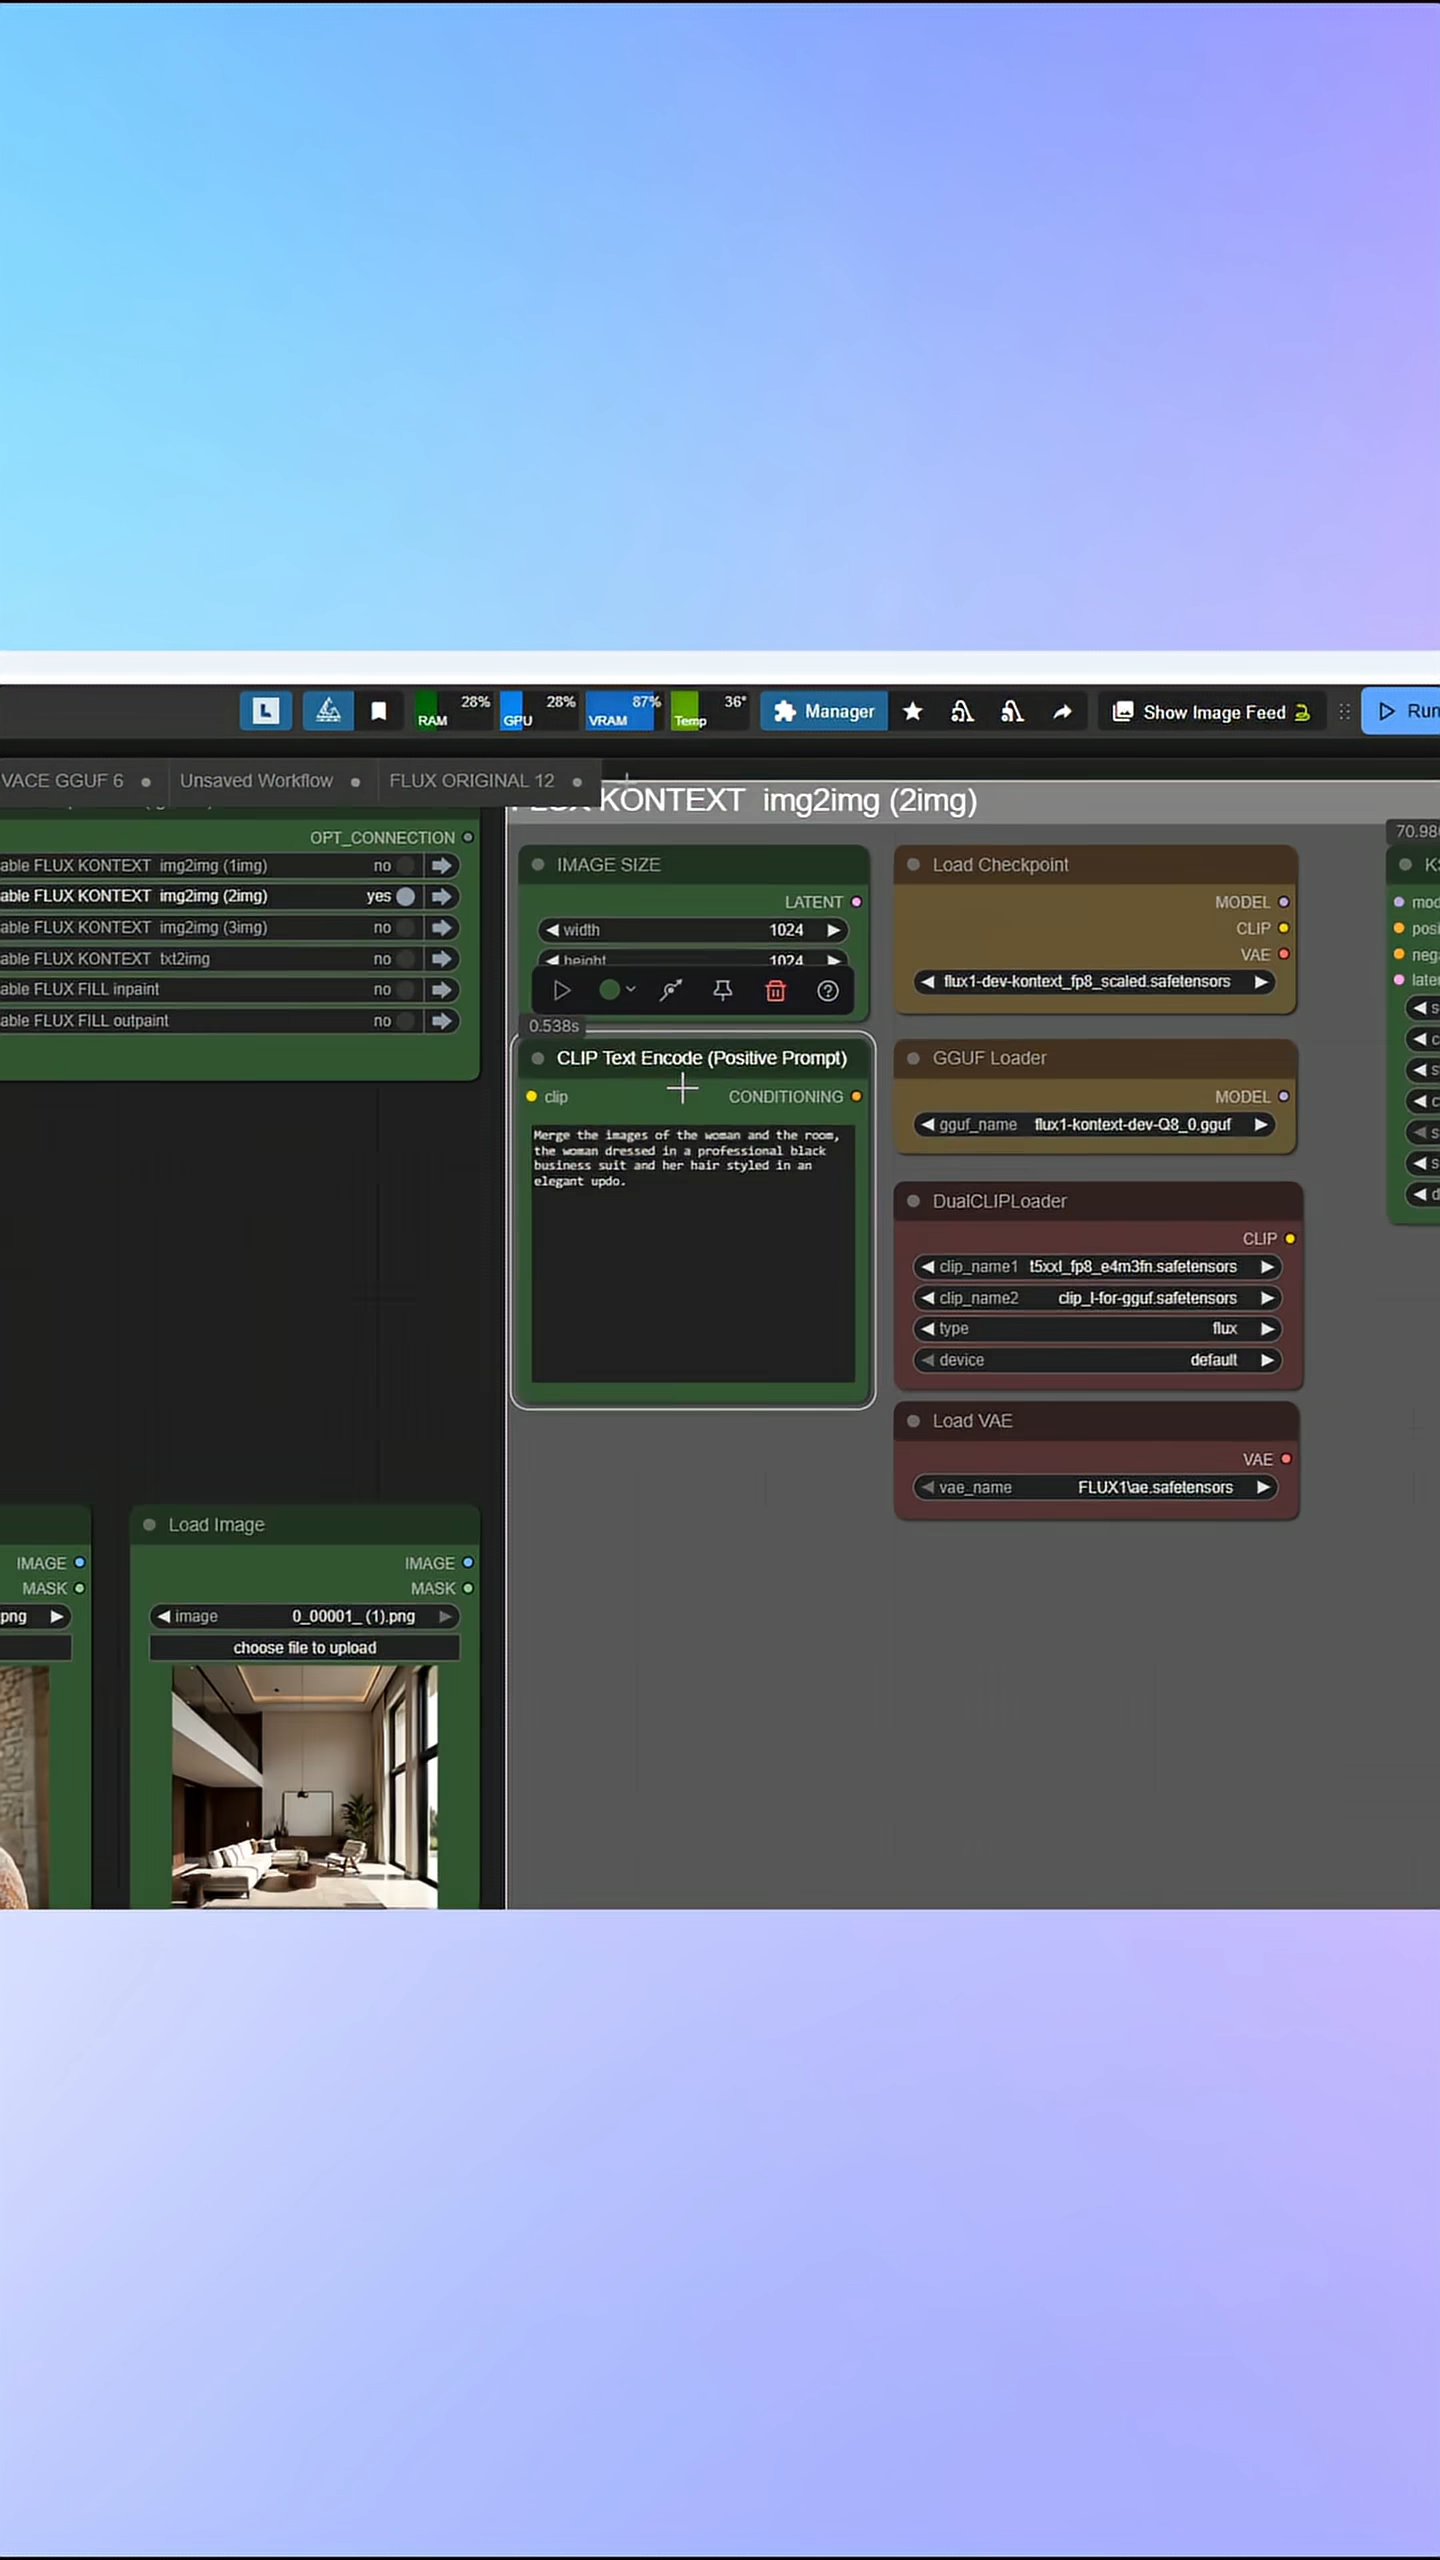 L
RAM 28%
GPU 28%
VRAM 87%
Temp 36°
Manager
Show Image Feed
Run
VACE GGUF 6
Unsaved Workflow
FLUX ORIGINAL 12
KONTEXT img2img (2img)
OPT_CONNECTION
able FLUX KONTEXT img2img (1img) no
able FLUX KONTEXT img2img (2img) yes
able FLUX KONTEXT img2img (3img) no
able FLUX KONTEXT txt2img no
able FLUX FILL inpaint no
able FLUX FILL outpaint no
IMAGE SIZE
LATENT
width 1024
height 1024
0.538s
CLIP Text Encode (Positive Prompt)
clip CONDITIONING
Merge the images of the woman and the room,
the woman dressed in a professional black
business suit and her hair styled in an
elegant updo.
Load Checkpoint
MODEL
CLIP
VAE
flux1-dev-kontext_fp8_scaled.safetensors
GGUF Loader
MODEL
gguf_name flux1-kontext-dev-Q8_0.gguf
DualCLIPLoader
CLIP
clip_name1 t5xxl_fp8_e4m3fn.safetensors
clip_name2 clip_l-for-gguf.safetensors
type flux
device default
Load VAE
VAE
vae_name FLUX1\ae.safetensors
70.98
mod
posi
neg
late
IMAGE
MASK
png
Load Image
IMAGE
MASK
image 0_00001_ (1).png
choose file to upload